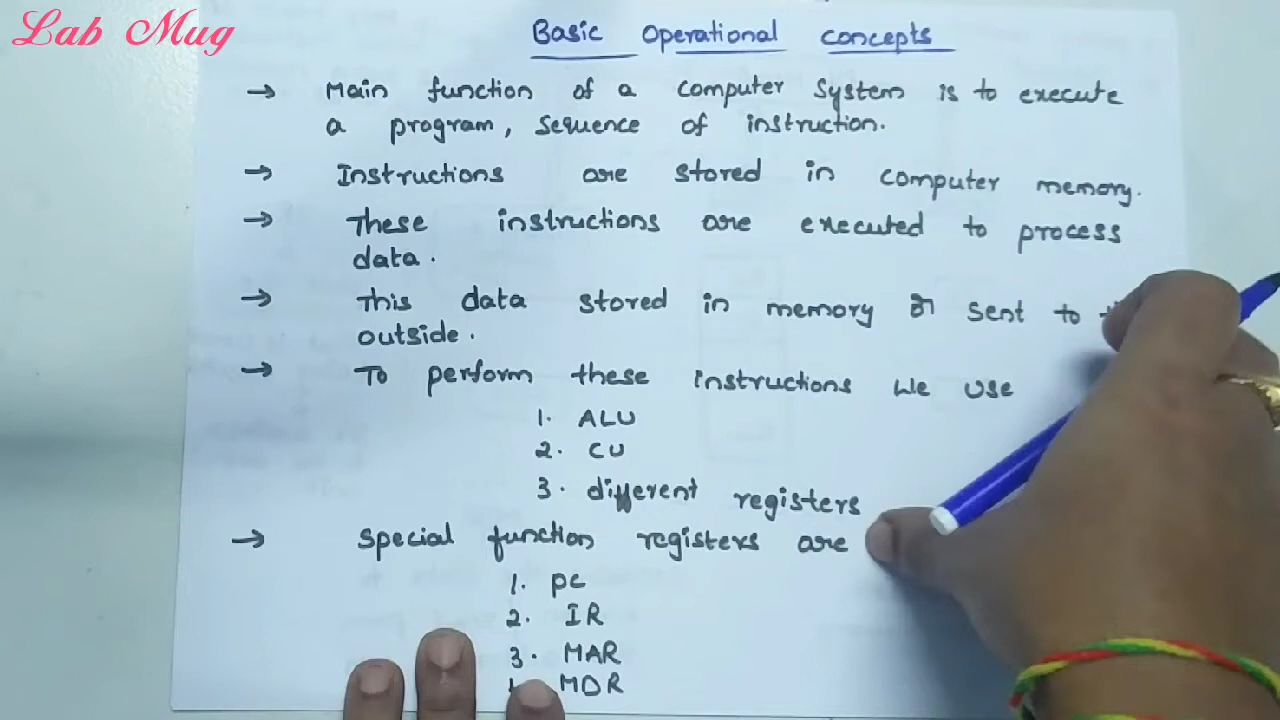 Lab Mug
Basic Operational concepts
→ Main function of a computer System is to execute
a program, sequence of instruction.
→ Instructions are stored in computer memory.
→ These instructions are executed to process
data.
→ This data stored in memory or sent to
outside.
→ To perform these instructions we use
1. ALU
2. CU
3. different registers
→ Special function registers are
1. PC
2. IR
3. MAR
MDR